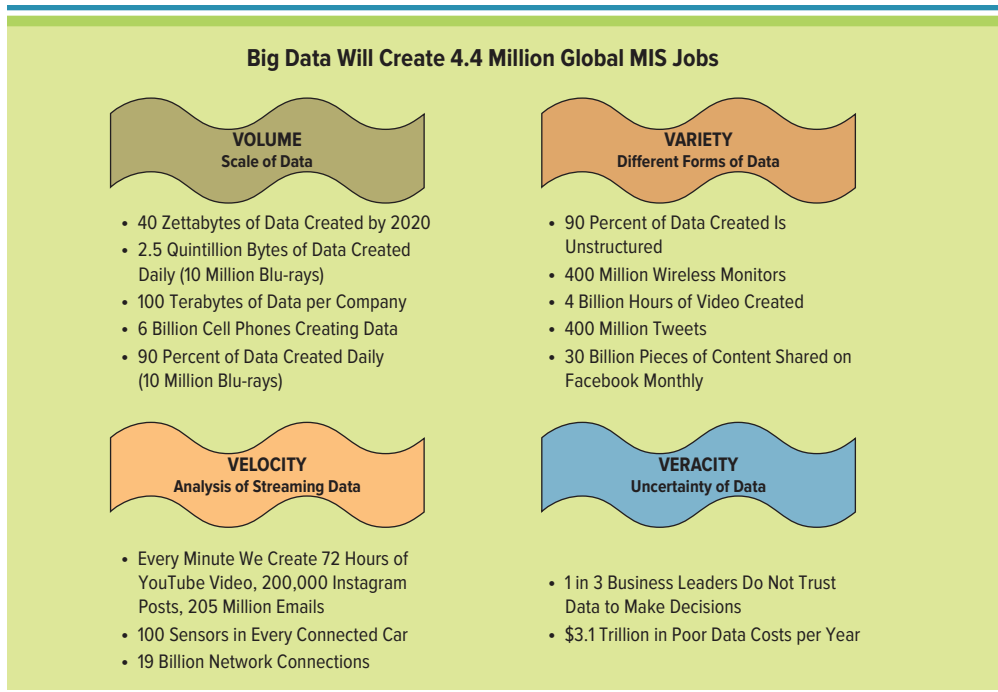 Big Data Will Create 4.4 Million Global MIS Jobs
VOLUME
Scale of Data
• 40 Zettabytes of Data Created by 2020
• 2.5 Quintillion Bytes of Data Created
Daily (10 Million Blu-rays)
• 100 Terabytes of Data per Company
• 6 Billion Cell Phones Creating Data
• 90 Percent of Data Created Daily
(10 Million Blu-rays)
VARIETY
Different Forms of Data
• 90 Percent of Data Created Is
Unstructured
• 400 Million Wireless Monitors
• 4 Billion Hours of Video Created
• 400 Million Tweets
• 30 Billion Pieces of Content Shared on
Facebook Monthly
VELOCITY
Analysis of Streaming Data
• Every Minute We Create 72 Hours of
YouTube Video, 200,000 Instagram
Posts, 205 Million Emails
• 100 Sensors in Every Connected Car
• 19 Billion Network Connections
VERACITY
Uncertainty of Data
• 1 in 3 Business Leaders Do Not Trust
Data to Make Decisions
• $3.1 Trillion in Poor Data Costs per Year